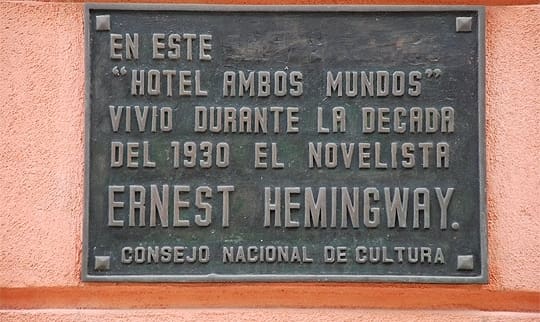 EN ESTE
"HOTEL AMBOS MUNDOS"
VIVIO DURANTE LA DECADA
DEL 1930 EL NOVELISTA
ERNEST HEMINGWAY.
CONSEJO NACIONAL DE CULTURA